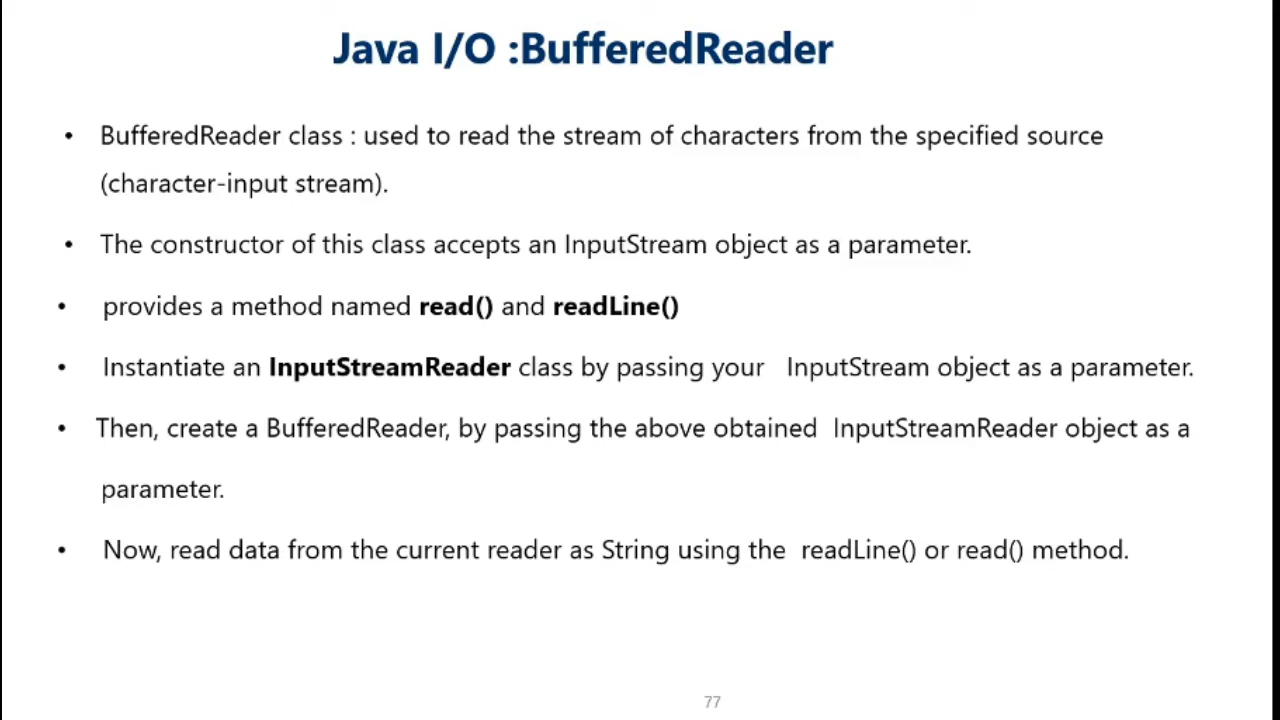 Java I/O :BufferedReader
• BufferedReader class : used to read the stream of characters from the specified source
(character-input stream).
• The constructor of this class accepts an InputStream object as a parameter.
• provides a method named read() and readLine()
• Instantiate an InputStreamReader class by passing your InputStream object as a parameter.
• Then, create a BufferedReader, by passing the above obtained InputStreamReader object as a
parameter.
• Now, read data from the current reader as String using the readLine() or read() method.
77